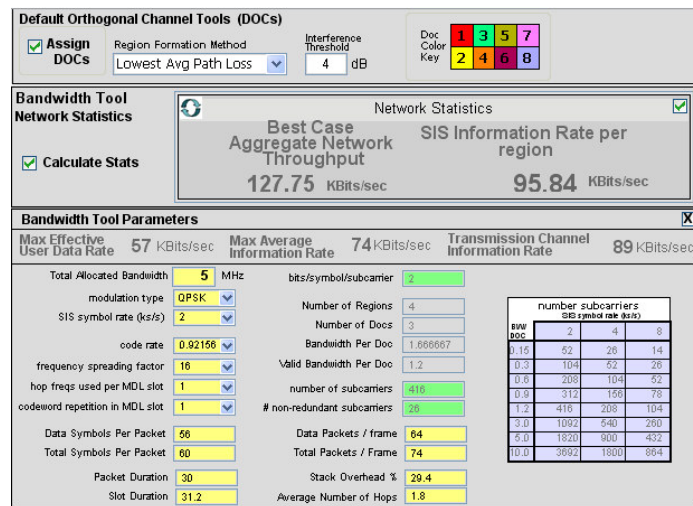 Default Orthogonal Channel Tools (DOCs)
Assign DOCs
Region Formation Method
Lowest Avg Path Loss
Interference Threshold
4 dB
Doc Color Key
1 3 5 7
2 4 6 8
Bandwidth Tool
Network Statistics
Calculate Stats
Network Statistics
Best Case Aggregate Network Throughput
127.75 KBits/sec
SIS Information Rate per region
95.84 KBits/sec
Bandwidth Tool Parameters X
Max Effective User Data Rate 57 KBits/sec
Max Average Information Rate 74 KBits/sec
Transmission Channel Information Rate 89 KBits/sec
Total Allocated Bandwidth 5 MHz
modulation type QPSK
SIS symbol rate (ks/s) 2
code rate 0.92156
frequency spreading factor 16
hop freqs used per MDL slot 1
codeword repetition in MDL slot 1
Data Symbols Per Packet 56
Total Symbols Per Packet 60
Packet Duration 30
Slot Duration 31.2
bits/symbol/subcarrier 2
Number of Regions 4
Number of Docs 3
Bandwidth Per Doc 1.666667
Valid Bandwidth Per Doc 1.2
number of subcarriers 416
# non-redundant subcarriers 26
Data Packets / frame 64
Total Packets / Frame 74
Stack Overhead % 29.4
Average Number of Hops 1.8
number subcarriers
SIS symbol rate (ks/s)
BW DOC 2 4 8
0.15 52 26 14
0.3 104 52 26
0.6 208 104 52
0.9 312 156 78
1.2 416 208 104
3.0 1092 540 260
5.0 1820 900 432
10.0 3692 1800 864